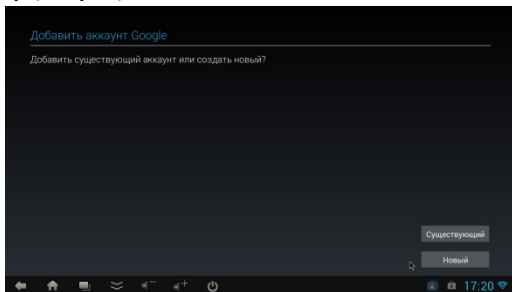 Добавить аккаунт Google
Добавить существующий аккаунт или создать новый?
Существующий
Новый
17:20